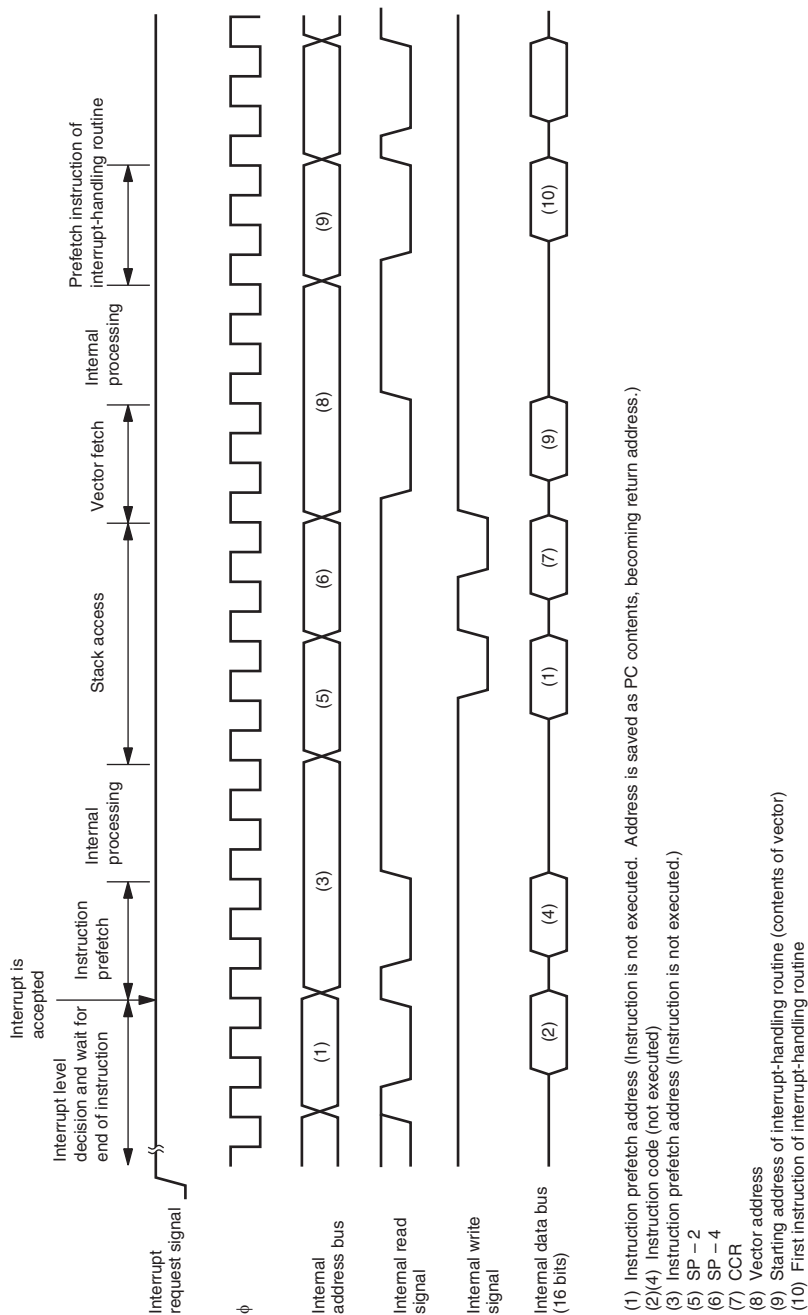 Interrupt is
accepted
Interrupt level
decision and wait for
end of instruction
Instruction
prefetch
Internal
processing
Stack access
Vector fetch
Internal
processing
Prefetch instruction of
interrupt-handling routine
Interrupt
request signal
ϕ
Internal
address bus
(1)
(3)
(5)
(6)
(8)
(9)
Internal read
signal
Internal write
signal
Internal data bus
(16 bits)
(2)
(4)
(1)
(7)
(9)
(10)
(1) Instruction prefetch address (Instruction is not executed. Address is saved as PC contents, becoming return address.)
(2)(4) Instruction code (not executed)
(3) Instruction prefetch address (Instruction is not executed.)
(5) SP – 2
(6) SP – 4
(7) CCR
(8) Vector address
(9) Starting address of interrupt-handling routine (contents of vector)
(10) First instruction of interrupt-handling routine